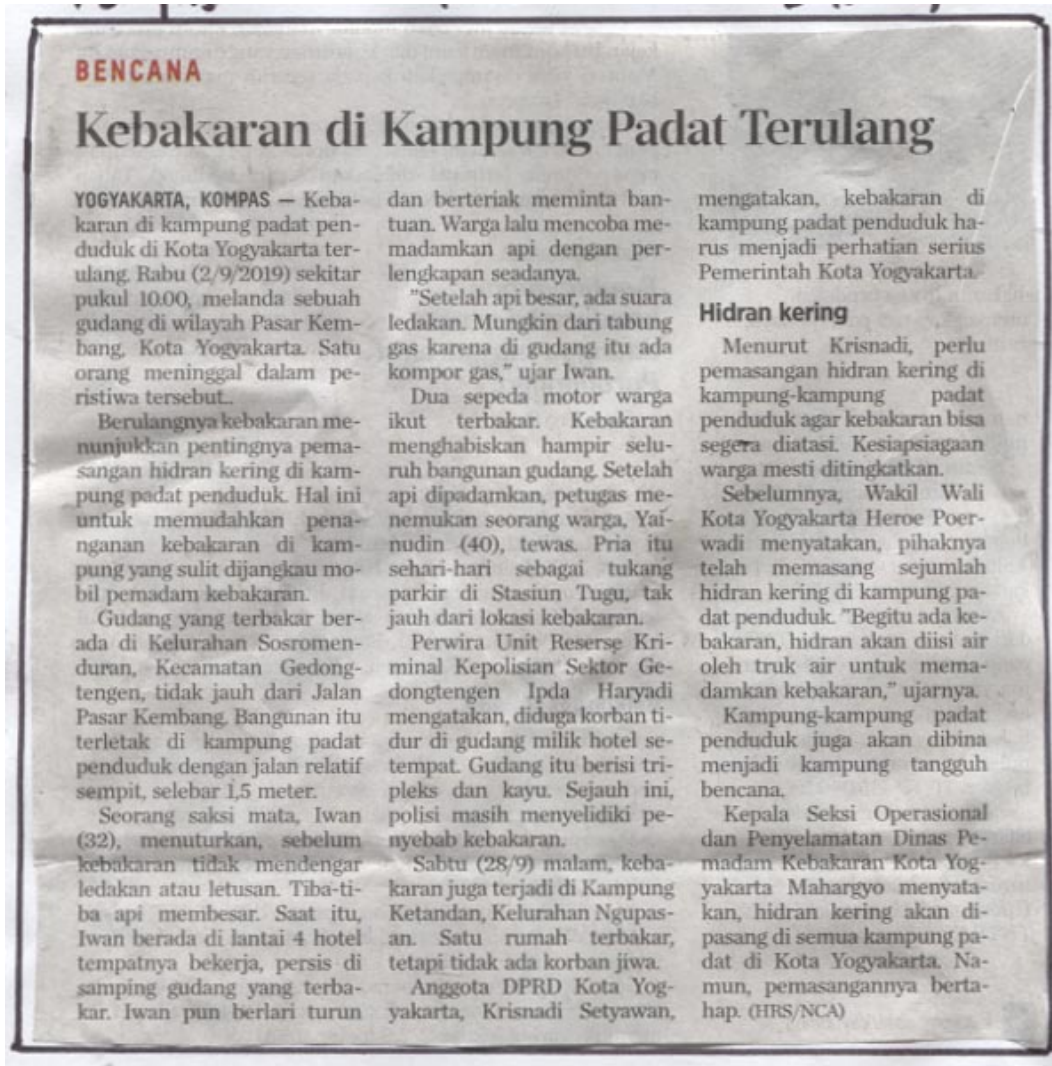 BENCANA
Kebakaran di Kampung Padat Terulang
YOGYAKARTA, KOMPAS — Keba-
karan di kampung padat pen-
duduk di Kota Yogyakarta ter-
ulang. Rabu (2/9/2019) sekitar
pukul 10.00, melanda sebuah
gudang di wilayah Pasar Kem-
bang, Kota Yogyakarta. Satu
orang meninggal dalam pe-
ristiwa tersebut..
Berulangnya kebakaran me-
nunjukkan pentingnya pema-
sangan hidran kering di kam-
pung padat penduduk. Hal ini
untuk memudahkan pena-
nganan kebakaran di kam-
pung yang sulit dijangkau mo-
bil pemadam kebakaran.
Gudang yang terbakar ber-
ada di Kelurahan Sosromen-
duran, Kecamatan Gedong-
tengen, tidak jauh dari Jalan
Pasar Kembang. Bangunan itu
terletak di kampung padat
penduduk dengan jalan relatif
sempit, selebar 1,5 meter.
Seorang saksi mata, Iwan
(32), menuturkan, sebelum
kebakaran tidak mendengar
ledakan atau letusan. Tiba-ti-
ba api membesar. Saat itu,
Iwan berada di lantai 4 hotel
tempatnya bekerja, persis di
samping gudang yang terba-
kar. Iwan pun berlari turun
dan berteriak meminta ban-
tuan. Warga lalu mencoba me-
madamkan api dengan per-
lengkapan seadanya.
"Setelah api besar, ada suara
ledakan. Mungkin dari tabung
gas karena di gudang itu ada
kompor gas," ujar Iwan.
Dua sepeda motor warga
ikut terbakar. Kebakaran
menghabiskan hampir selu-
ruh bangunan gudang. Setelah
api dipadamkan, petugas me-
nemukan seorang warga, Yai-
nudin (40), tewas. Pria itu
sehari-hari sebagai tukang
parkir di Stasiun Tugu, tak
jauh dari lokasi kebakaran.
Perwira Unit Reserse Kri-
minal Kepolisian Sektor Ge-
dongtengen Ipda Haryadi
mengatakan, diduga korban ti-
dur di gudang milik hotel se-
tempat. Gudang itu berisi tri-
pleks dan kayu. Sejauh ini,
polisi masih menyelidiki pe-
nyebab kebakaran.
Sabtu (28/9) malam, keba-
karan juga terjadi di Kampung
Ketandan, Kelurahan Ngupas-
an. Satu rumah terbakar,
tetapi tidak ada korban jiwa.
Anggota DPRD Kota Yog-
yakarta, Krisnadi Setyawan,
mengatakan, kebakaran di
kampung padat penduduk ha-
rus menjadi perhatian serius
Pemerintah Kota Yogyakarta.
Hidran kering
Menurut Krisnadi, perlu
pemasangan hidran kering di
kampung-kampung padat
penduduk agar kebakaran bisa
segera diatasi. Kesiapsiagaan
warga mesti ditingkatkan.
Sebelumnya, Wakil Wali
Kota Yogyakarta Heroe Poer-
wadi menyatakan, pihaknya
telah memasang sejumlah
hidran kering di kampung pa-
dat penduduk. "Begitu ada ke-
bakaran, hidran akan diisi air
oleh truk air untuk mema-
damkan kebakaran," ujarnya.
Kampung-kampung padat
penduduk juga akan dibina
menjadi kampung tangguh
bencana.
Kepala Seksi Operasional
dan Penyelamatan Dinas Pe-
madam Kebakaran Kota Yog-
yakarta Mahargyo menyata-
kan, hidran kering akan di-
pasang di semua kampung pa-
dat di Kota Yogyakarta. Na-
mun, pemasangannya berta-
hap. (HRS/NCA)